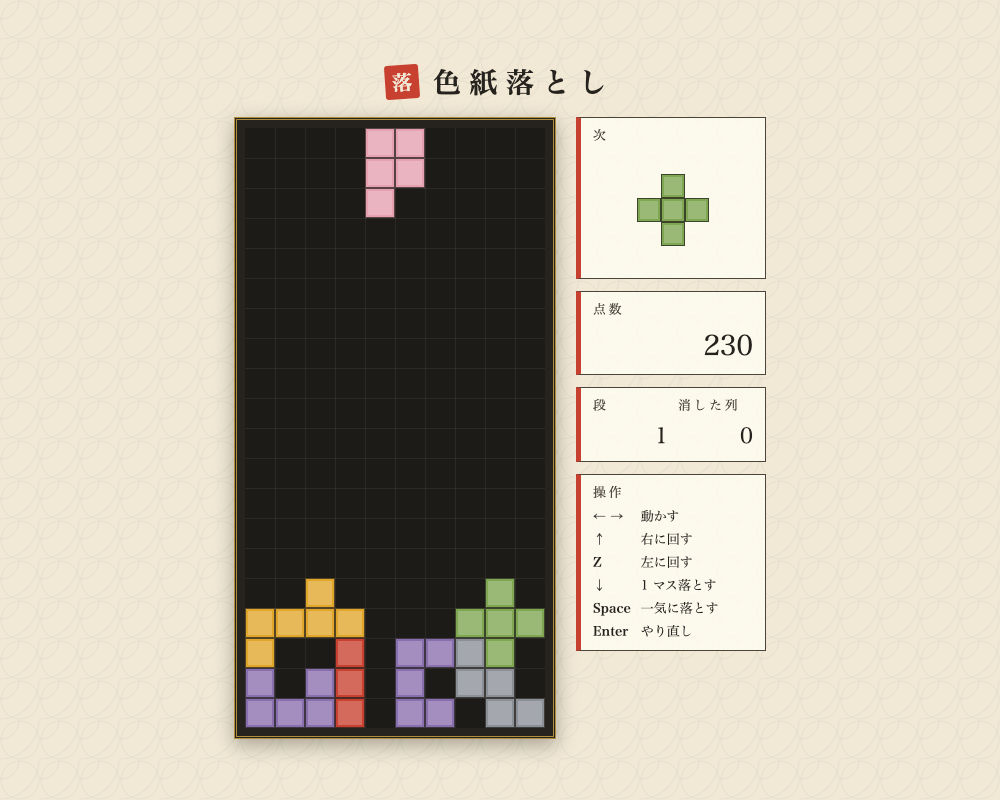 落 色紙落とし
次
点数
230
段 消した列
1 0
操作
← → 動かす
↑ 右に回す
Z 左に回す
↓ 1 マス落とす
Space 一気に落とす
Enter やり直し